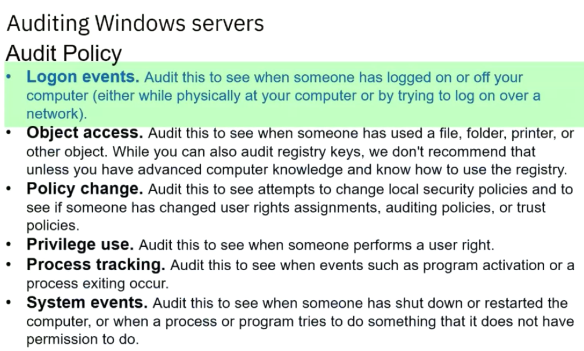 Auditing Windows servers
Audit Policy
• Logon events. Audit this to see when someone has logged on or off your
computer (either while physically at your computer or by trying to log on over a
network).
• Object access. Audit this to see when someone has used a file, folder, printer, or
other object. While you can also audit registry keys, we don't recommend that
unless you have advanced computer knowledge and know how to use the registry.
• Policy change. Audit this to see attempts to change local security policies and to
see if someone has changed user rights assignments, auditing policies, or trust
policies.
• Privilege use. Audit this to see when someone performs a user right.
• Process tracking. Audit this to see when events such as program activation or a
process exiting occur.
• System events. Audit this to see when someone has shut down or restarted the
computer, or when a process or program tries to do something that it does not have
permission to do.